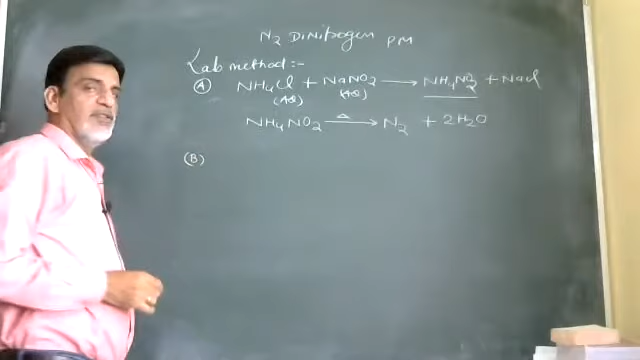 N2 Dinitrogen PM
Lab method :-
(A) NH4Cl + NaNO2 → NH4NO2 + NaCl
(AQ) (AQ)
NH4NO2 —Δ→ N2 + 2H2O
(B)